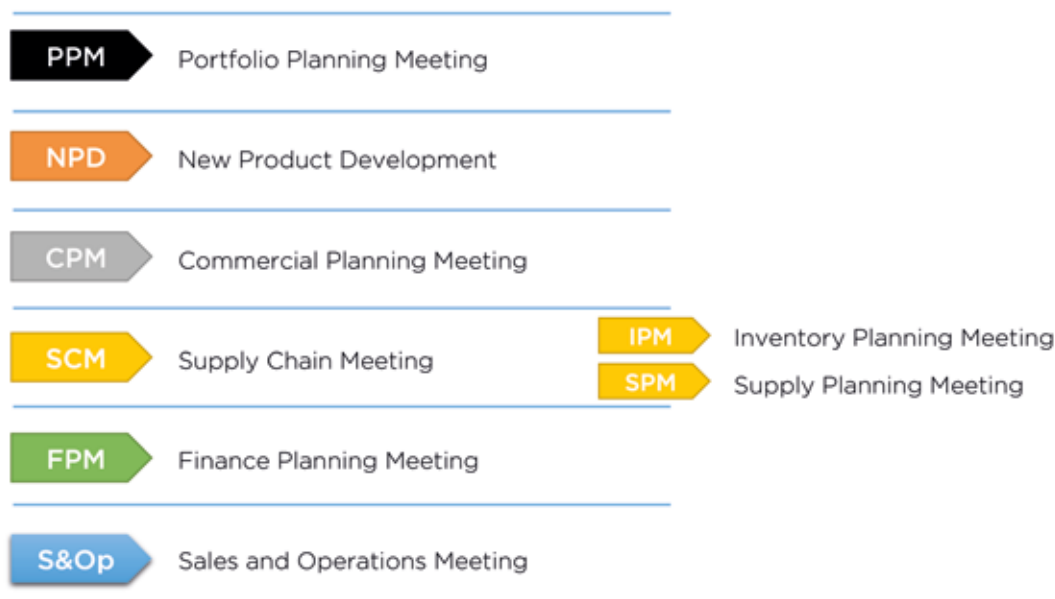 PPM Portfolio Planning Meeting
NPD New Product Development
CPM Commercial Planning Meeting
SCM Supply Chain Meeting
IPM Inventory Planning Meeting
SPM Supply Planning Meeting
FPM Finance Planning Meeting
S&Op Sales and Operations Meeting